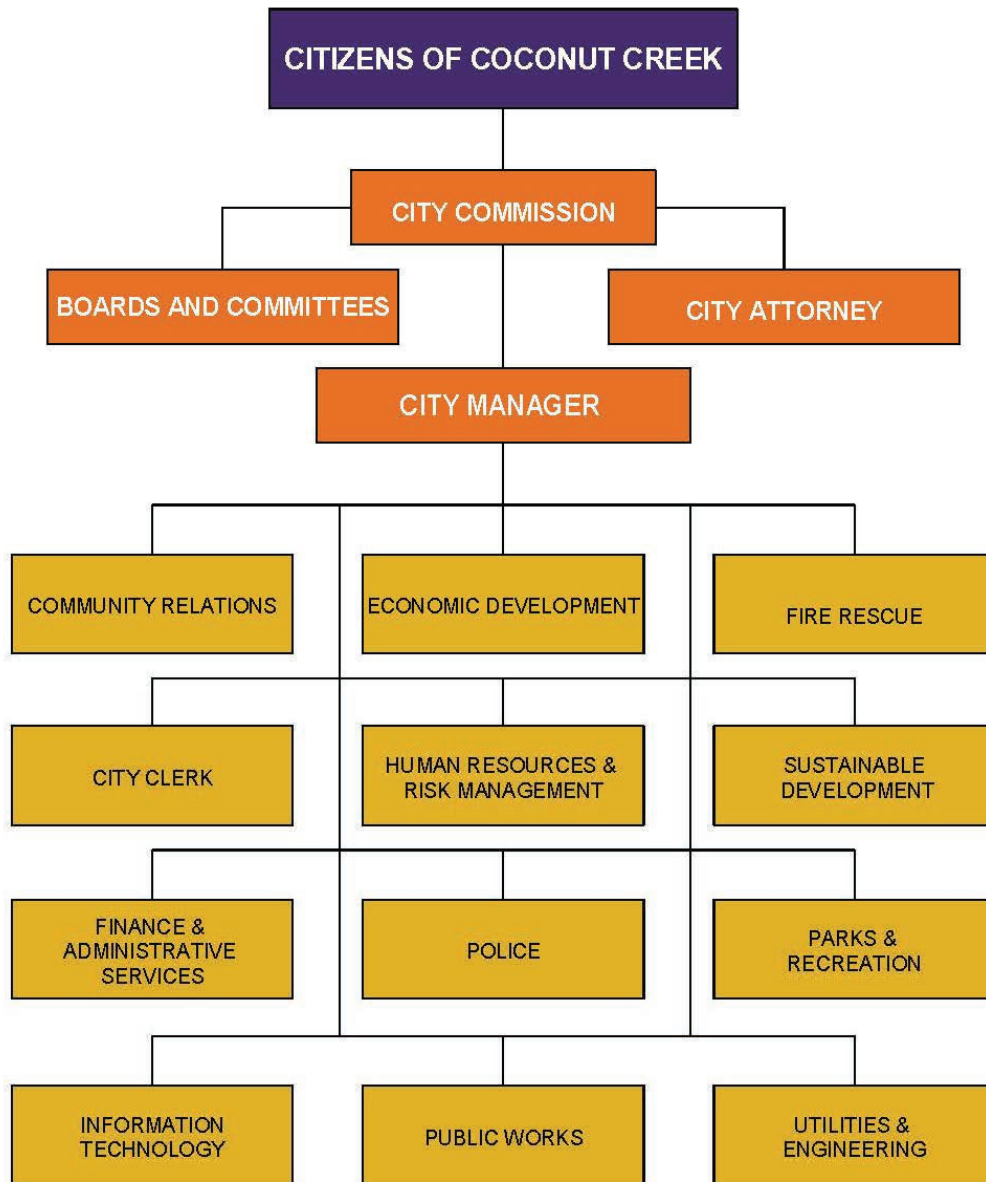 CITIZENS OF COCONUT CREEK
CITY COMMISSION
BOARDS AND COMMITTEES
CITY ATTORNEY
CITY MANAGER
COMMUNITY RELATIONS
ECONOMIC DEVELOPMENT
FIRE RESCUE
CITY CLERK
HUMAN RESOURCES &
RISK MANAGEMENT
SUSTAINABLE
DEVELOPMENT
FINANCE &
ADMINISTRATIVE
SERVICES
POLICE
PARKS &
RECREATION
INFORMATION
TECHNOLOGY
PUBLIC WORKS
UTILITIES &
ENGINEERING